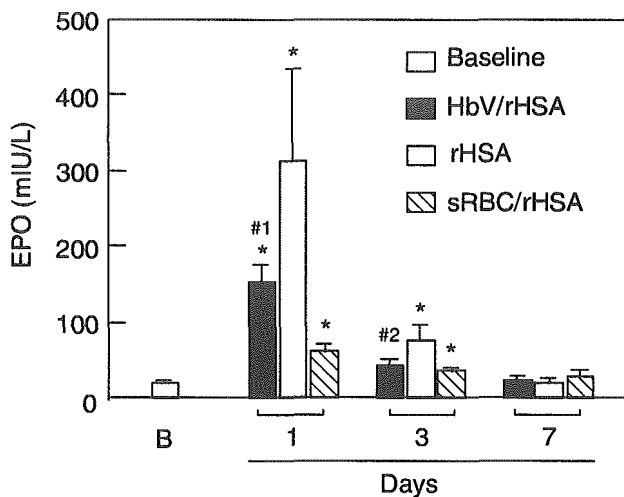 500
400
300
200
100
0
EPO (mIU/L)
Baseline
HbV/rHSA
rHSA
sRBC/rHSA
*
#1
*
*
#2
*
*
B
1
3
7
Days